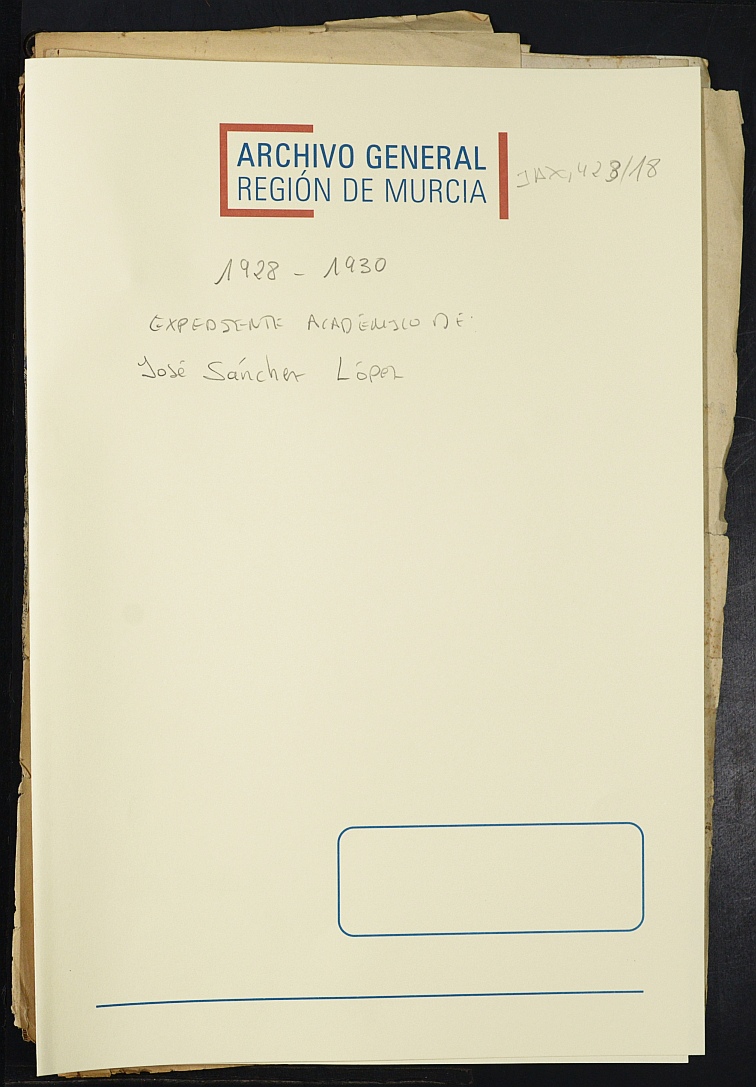 ARCHIVO GENERAL
REGIÓN DE MURCIA
JAX,428/18
1928 - 1930
EXPEDIENTE ACADÉMICO DE:
José Sánchez López